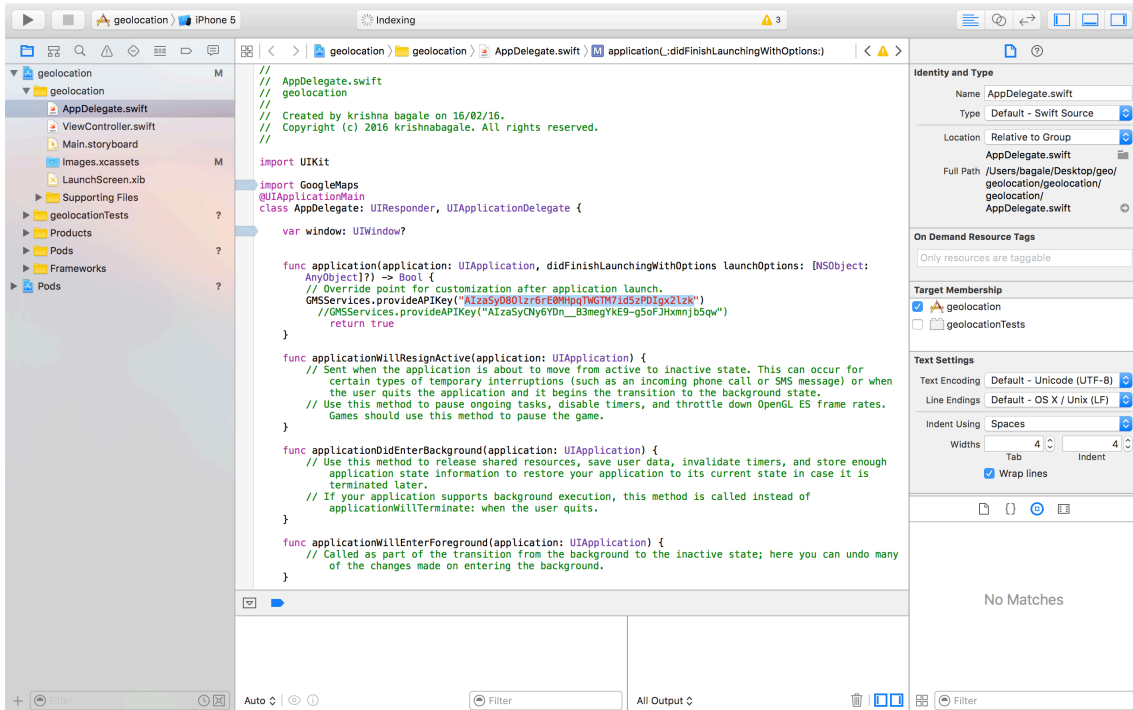 geolocation
iPhone 5
Indexing
3
geolocation
geolocation
AppDelegate.swift
M
application(_:didFinishLaunchingWithOptions:)
geolocation
M
geolocation
AppDelegate.swift
ViewController.swift
Main.storyboard
Images.xcassets
M
LaunchScreen.xib
Supporting Files
geolocationTests
?
Products
Pods
?
Frameworks
Pods
?
Filter
//
//  AppDelegate.swift
//  geolocation
//
//  Created by krishna bagale on 16/02/16.
//  Copyright (c) 2016 krishnabagale. All rights reserved.
//
import UIKit
import GoogleMaps
@UIApplicationMain
class AppDelegate: UIResponder, UIApplicationDelegate {
var window: UIWindow?
func application(application: UIApplication, didFinishLaunchingWithOptions launchOptions: [NSObject:
AnyObject]?) -> Bool {
// Override point for customization after application launch.
GMSServices.provideAPIKey("AIzaSyD8Olzr6rE0MHpqTWGTM7id5zPDIgx2lzk")
//GMSServices.provideAPIKey("AIzaSyCNy6YDn__B3megYkE9-g5oFJHxmnjb5qw")
return true
}
func applicationWillResignActive(application: UIApplication) {
// Sent when the application is about to move from active to inactive state. This can occur for
certain types of temporary interruptions (such as an incoming phone call or SMS message) or when
the user quits the application and it begins the transition to the background state.
// Use this method to pause ongoing tasks, disable timers, and throttle down OpenGL ES frame rates.
Games should use this method to pause the game.
}
func applicationDidEnterBackground(application: UIApplication) {
// Use this method to release shared resources, save user data, invalidate timers, and store enough
application state information to restore your application to its current state in case it is
terminated later.
// If your application supports background execution, this method is called instead of
applicationWillTerminate: when the user quits.
}
func applicationWillEnterForeground(application: UIApplication) {
// Called as part of the transition from the background to the inactive state; here you can undo many
of the changes made on entering the background.
}
Auto
Filter
All Output
Identity and Type
Name AppDelegate.swift
Type Default - Swift Source
Location Relative to Group
AppDelegate.swift
Full Path /Users/bagale/Desktop/geo/
geolocation/geolocation/
geolocation/
AppDelegate.swift
On Demand Resource Tags
Only resources are taggable
Target Membership
geolocation
geolocationTests
Text Settings
Text Encoding Default - Unicode (UTF-8)
Line Endings Default - OS X / Unix (LF)
Indent Using Spaces
Widths 4 4
Tab Indent
Wrap lines
{}
No Matches
Filter